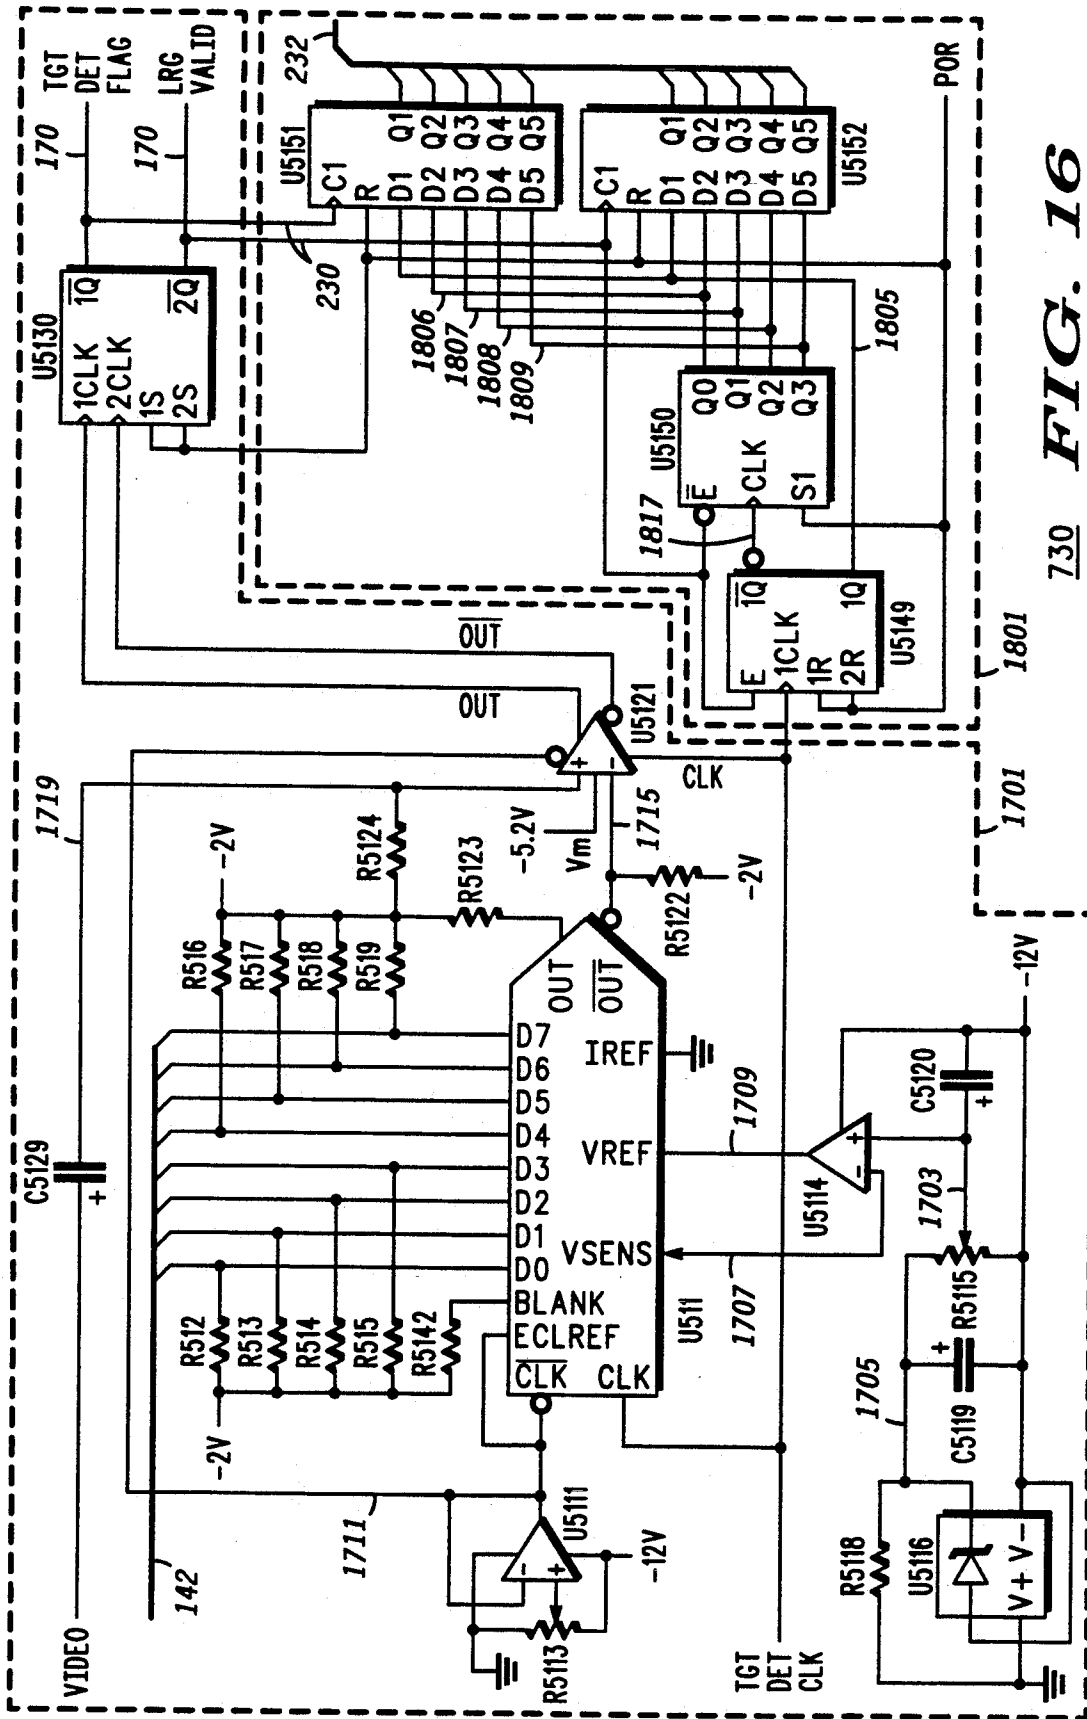 VIDEO
C5129
+
1719
142
1711
-2V
R512
R513
R514
R515
R5142
R516
R517
R518
R519
-2V
R5124
R5123
D0
D1
D2
D3
D4
D5
D6
D7
BLANK
ECLREF
CLK
CLK
VSENS
VREF
IREF
OUT
OUT
U511
U5111
-
+
R5113
-12V
-5.2V
Vm
1715
R5122
-2V
+
-
U5121
CLK
OUT
OUT
U5130
1CLK
2CLK
1S
2S
1Q
2Q
170
TGT
DET
FLAG
170
LRG
VALID
230
232
U5151
C1
R
D1 Q1
D2 Q2
D3 Q3
D4 Q4
D5 Q5
U5152
C1
R
D1 Q1
D2 Q2
D3 Q3
D4 Q4
D5 Q5
1806
1807
1808
1809
1805
U5150
E
CLK
S1
Q0
Q1
Q2
Q3
1817
U5149
E
1CLK
1R
2R
1Q
1Q
POR
1801
1701
TGT
DET
CLK
1707
1709
U5114
-
+
1703
C5120
+
-12V
R5115
1705
+
C5119
R5118
U5116
V+ V-
730 FIG. 16